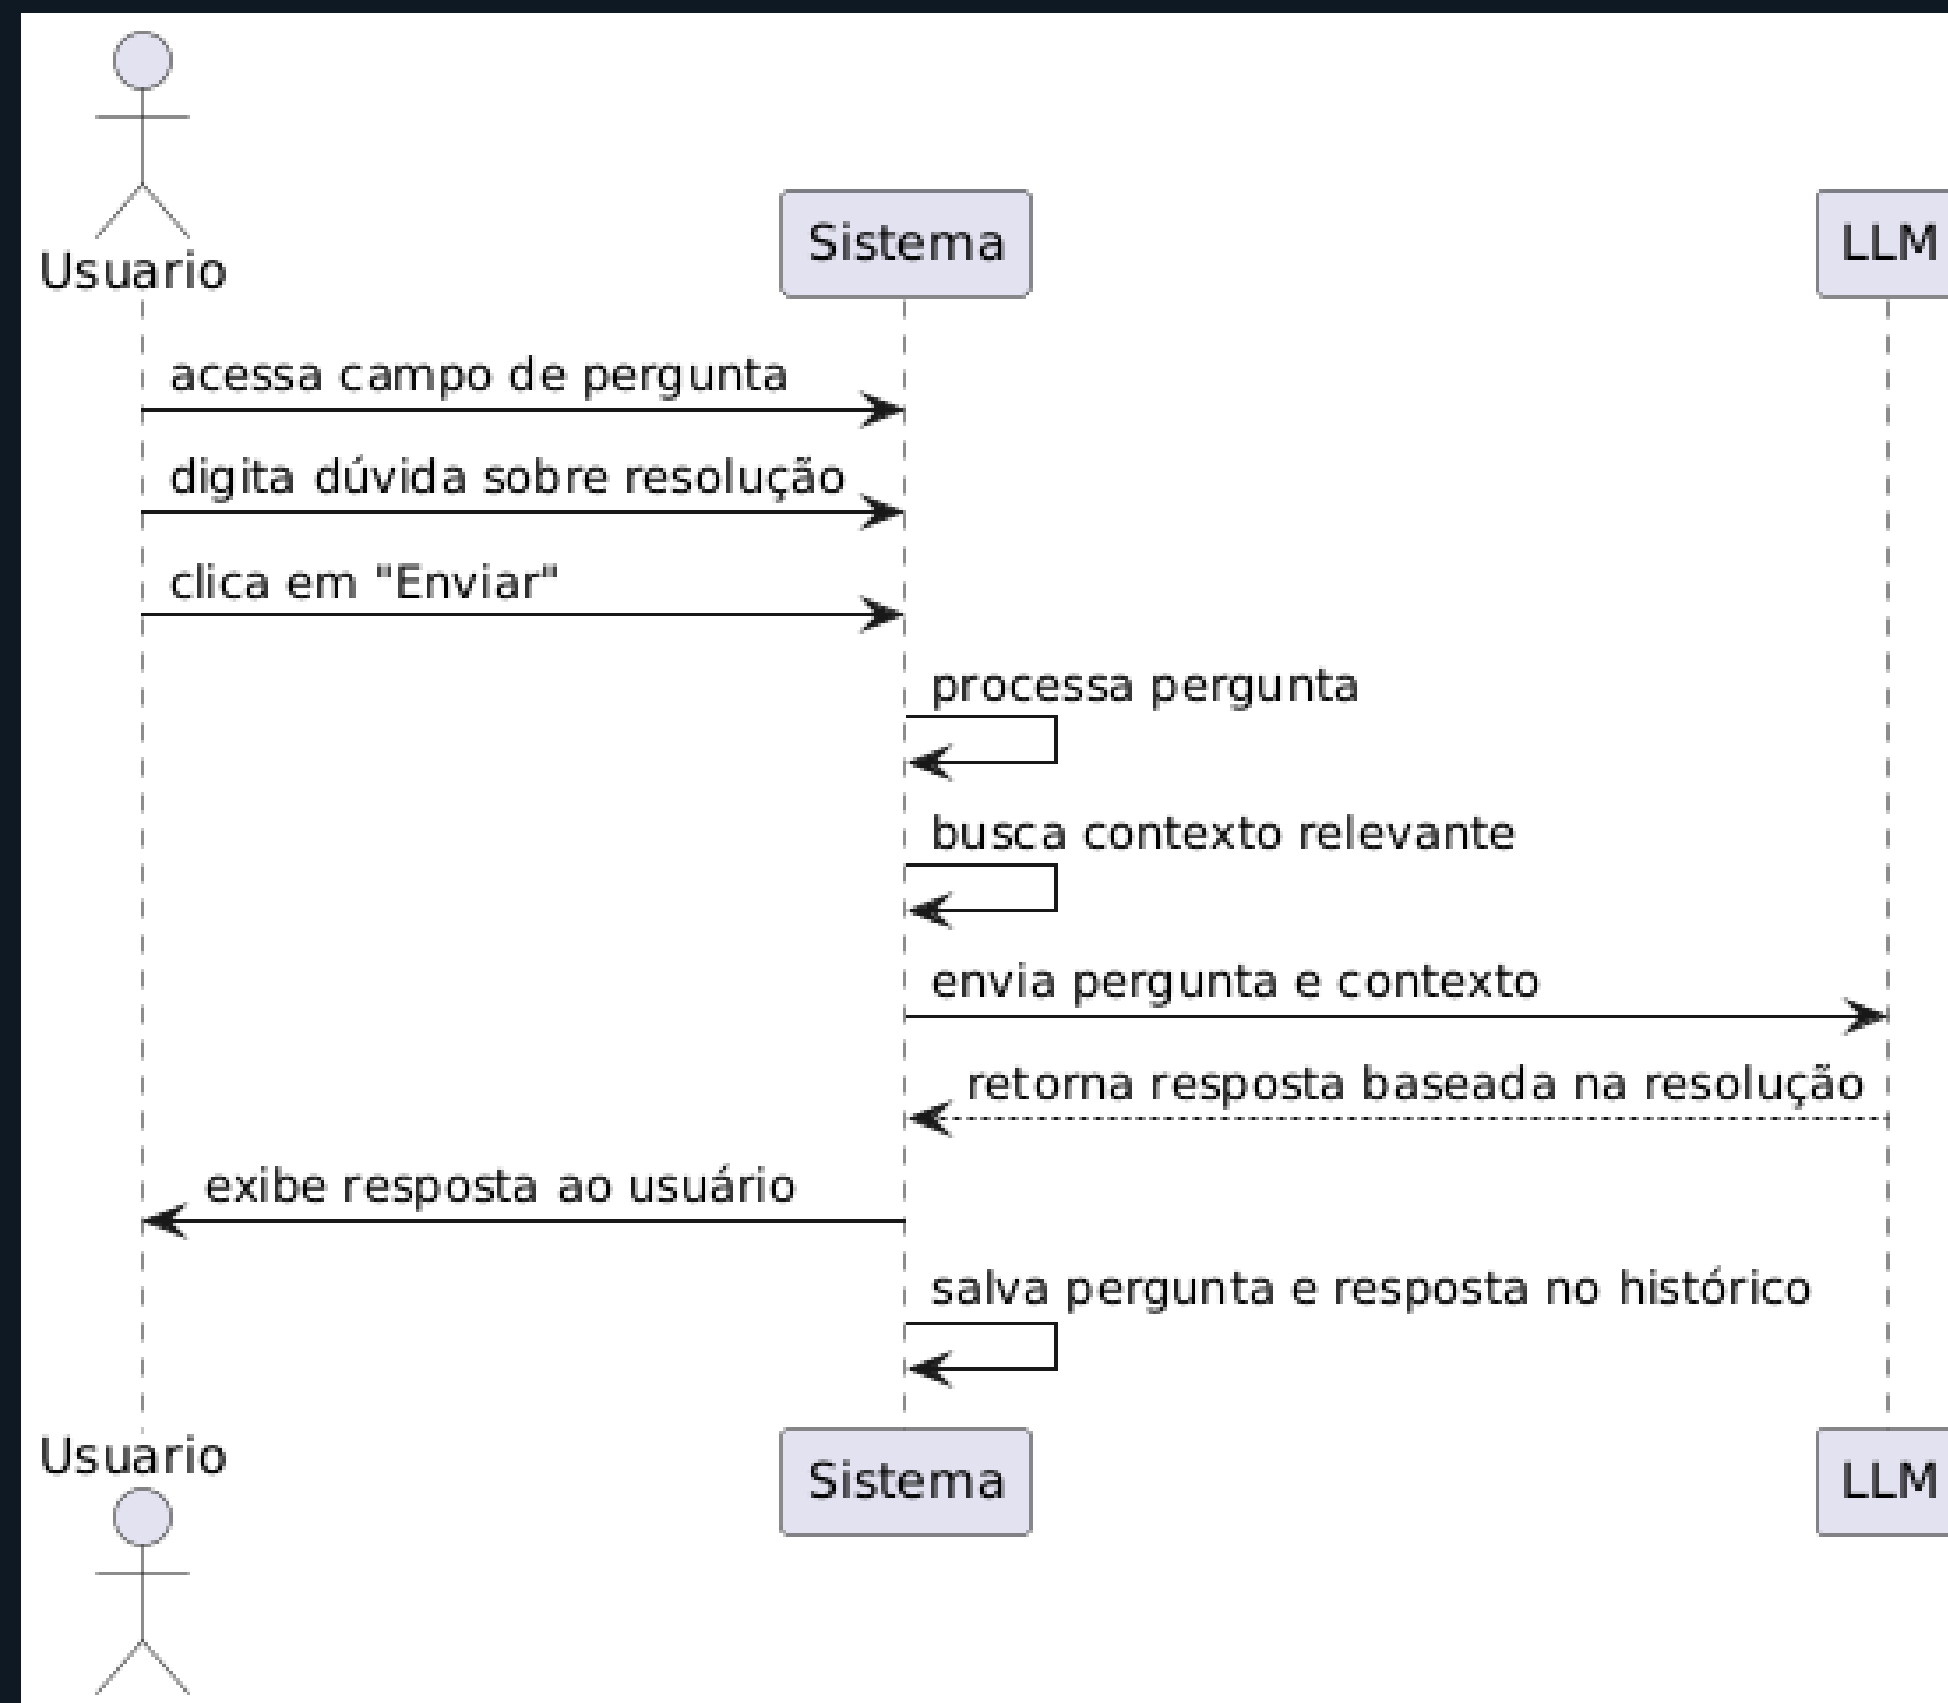 Usuario
Sistema
LLM
acessa campo de pergunta
digita dúvida sobre resolução
clica em "Enviar"
processa pergunta
busca contexto relevante
envia pergunta e contexto
retorna resposta baseada na resolução
exibe resposta ao usuário
salva pergunta e resposta no histórico
Usuario
Sistema
LLM